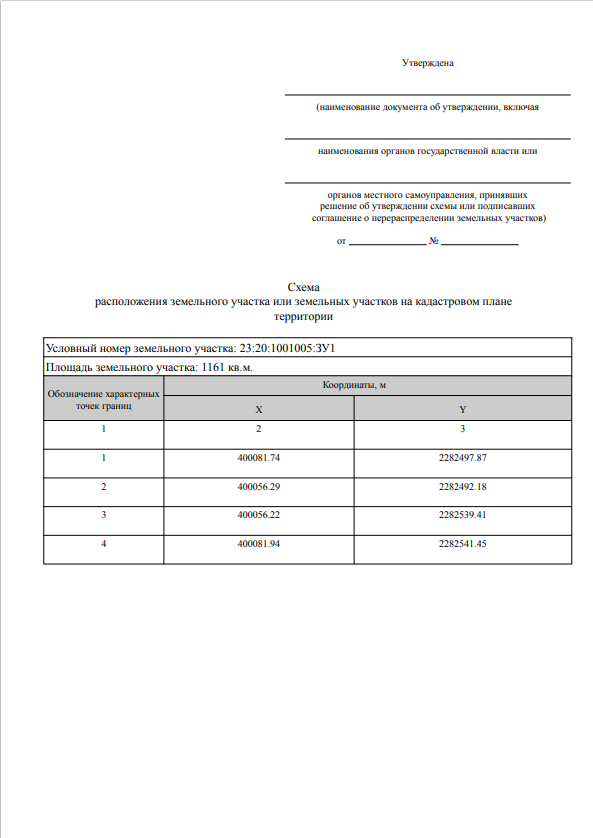 Утверждена
(наименование документа об утверждении, включая
наименования органов государственной власти или
органов местного самоуправления, принявших
решение об утверждении схемы или подписавших
соглашение о перераспределении земельных участков)
от №
Схема
расположения земельного участка или земельных участков на кадастровом плане
территории
Условный номер земельного участка: 23:20:1001005:ЗУ1
Площадь земельного участка: 1161 кв.м.
Обозначение характерных
точек границ
Координаты, м
X Y
1 2 3
1 400081.74 2282497.87
2 400056.29 2282492.18
3 400056.22 2282539.41
4 400081.94 2282541.45